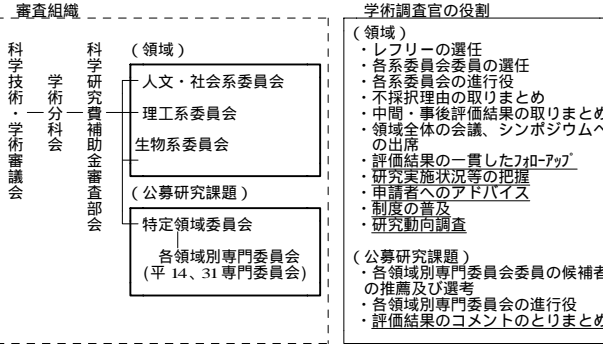 審査組織
科学技術・学術審議会
学術分科会
科学研究費補助金審査部会
(領域)
人文・社会系委員会
理工系委員会
生物系委員会
(公募研究課題)
特定領域委員会
各領域別専門委員会
(平14、31専門委員会)
学術調査官の役割
(領域)
・レフリーの選任
・各系委員会委員の選任
・各系委員会の進行役
・不採択理由の取りまとめ
・中間・事後評価結果の取りまとめ
・領域全体の会議、シンポジウムへ
の出席
・評価結果の一貫したﾌｫﾛｰｱｯﾌﾟ
・研究実施状況等の把握
・申請者へのアドバイス
・制度の普及
・研究動向調査
(公募研究課題)
・各領域別専門委員会委員の候補者
の推薦及び選考
・各領域別専門委員会の進行役
・評価結果のコメントのとりまとめ